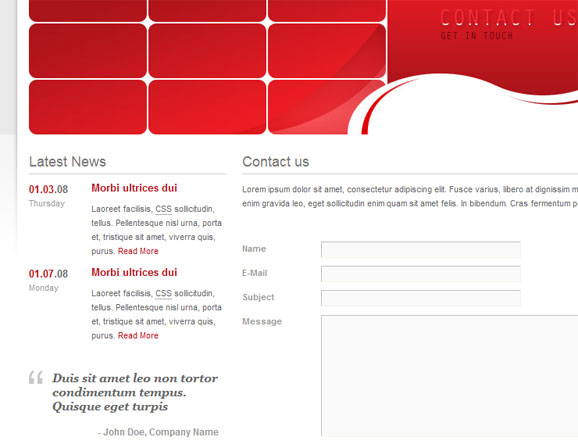 CONTACT US
GET IN TOUCH
Latest News
01.03.08
Thursday
Morbi ultrices dui
Laoreet facilisis, CSS sollicitudin,
tellus. Pellentesque nisl urna, porta
et, tristique sit amet, viverra quis,
purus. Read More
01.07.08
Monday
Morbi ultrices dui
Laoreet facilisis, CSS sollicitudin,
tellus. Pellentesque nisl urna, porta
et, tristique sit amet, viverra quis,
purus. Read More
Duis sit amet leo non tortor
condimentum tempus.
Quisque eget turpis
- John Doe, Company Name
Contact us
Lorem ipsum dolor sit amet, consectetur adipiscing elit. Fusce varius, libero at dignissim m
enim gravida leo, eget sollicitudin enim quam sit amet felis. In bibendum. Cras fermentum p
Name
E-Mail
Subject
Message